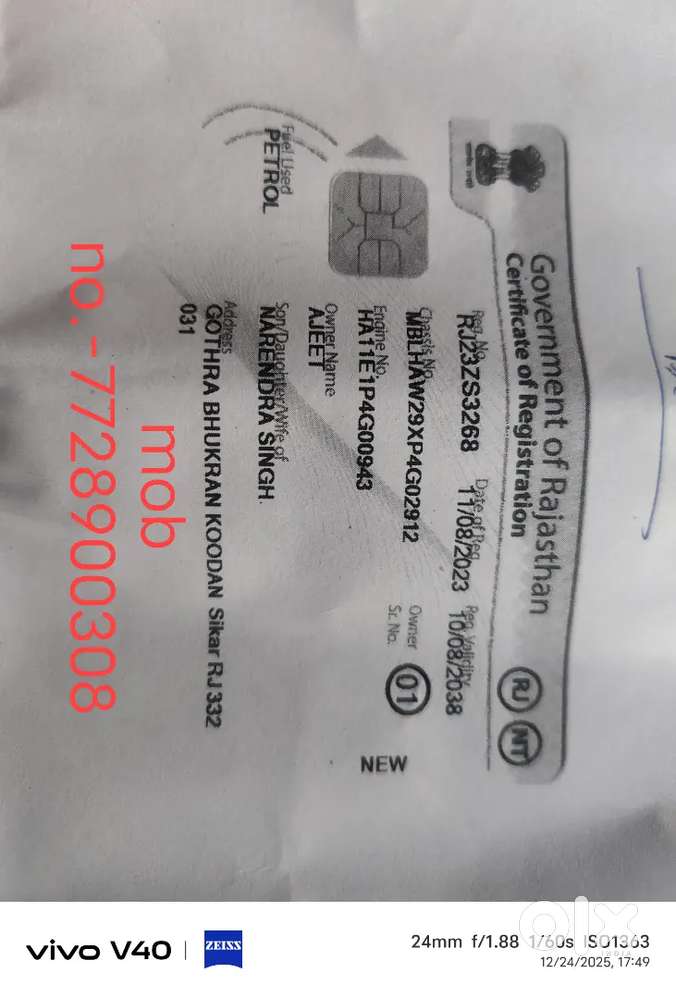 Government of Rajasthan
Certificate of Registration
RJ
NT
Reg. No.
RJ23ZS3268
Date of Reg.
11/08/2023
Reg. Validity
10/08/2038
Chassis No.
MBLHAW29XP4G02912
Engine No.
HA11E1P4G00943
Owner
Sr. No.
01
NEW
Owner Name
AJEET
Fuel Used
PETROL
Son/Daughter/Wife of
NARENDRA SINGH
Address
GOTHRA BHUKRAN KOODAN Sikar RJ 332
031
mob
no.-7728900308
olx
INDIA
vivo V40
ZEISS
24mm f/1.88 1/60s ISO1363
12/24/2025, 17:49